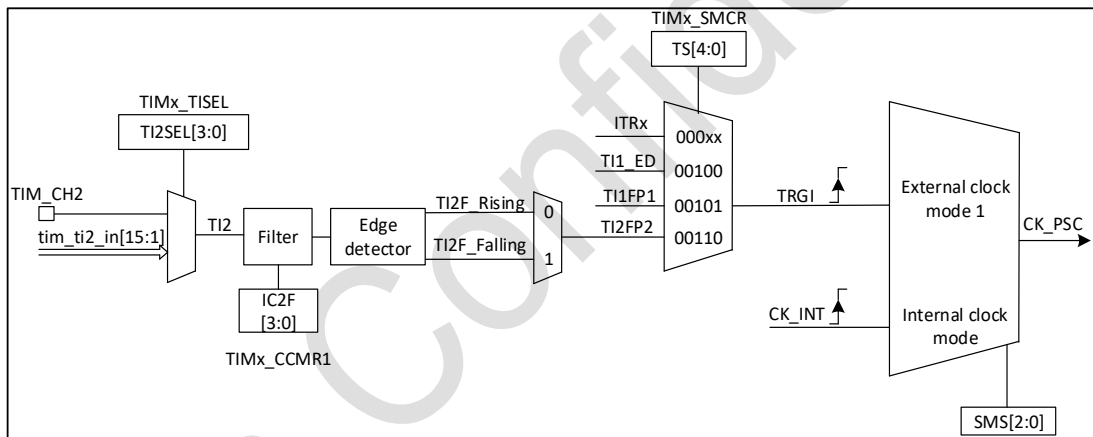 TIMx_SMCR
TS[4:0]
TIMx_TISEL
TI2SEL[3:0]
ITRx
000xx
TI1_ED
00100
TIM_CH2
TI2F_Rising
0
TI1FP1
00101
TRGI
External clock
mode 1
TI2
Filter
Edge
detector
TI2FP2
00110
CK_PSC
tim_ti2_in[15:1]
TI2F_Falling
1
IC2F
[3:0]
CK_INT
Internal clock
mode
TIMx_CCMR1
SMS[2:0]